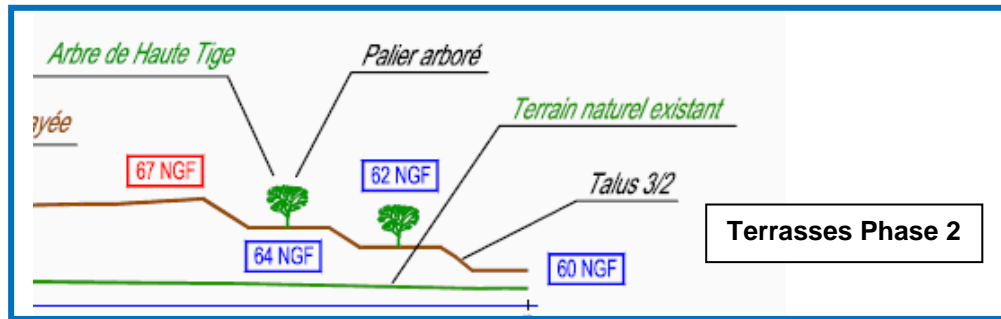 Arbre de Haute Tige
Palier arboré
Terrain naturel existant
ayée
67 NGF
62 NGF
Talus 3/2
Terrasses Phase 2
64 NGF
60 NGF